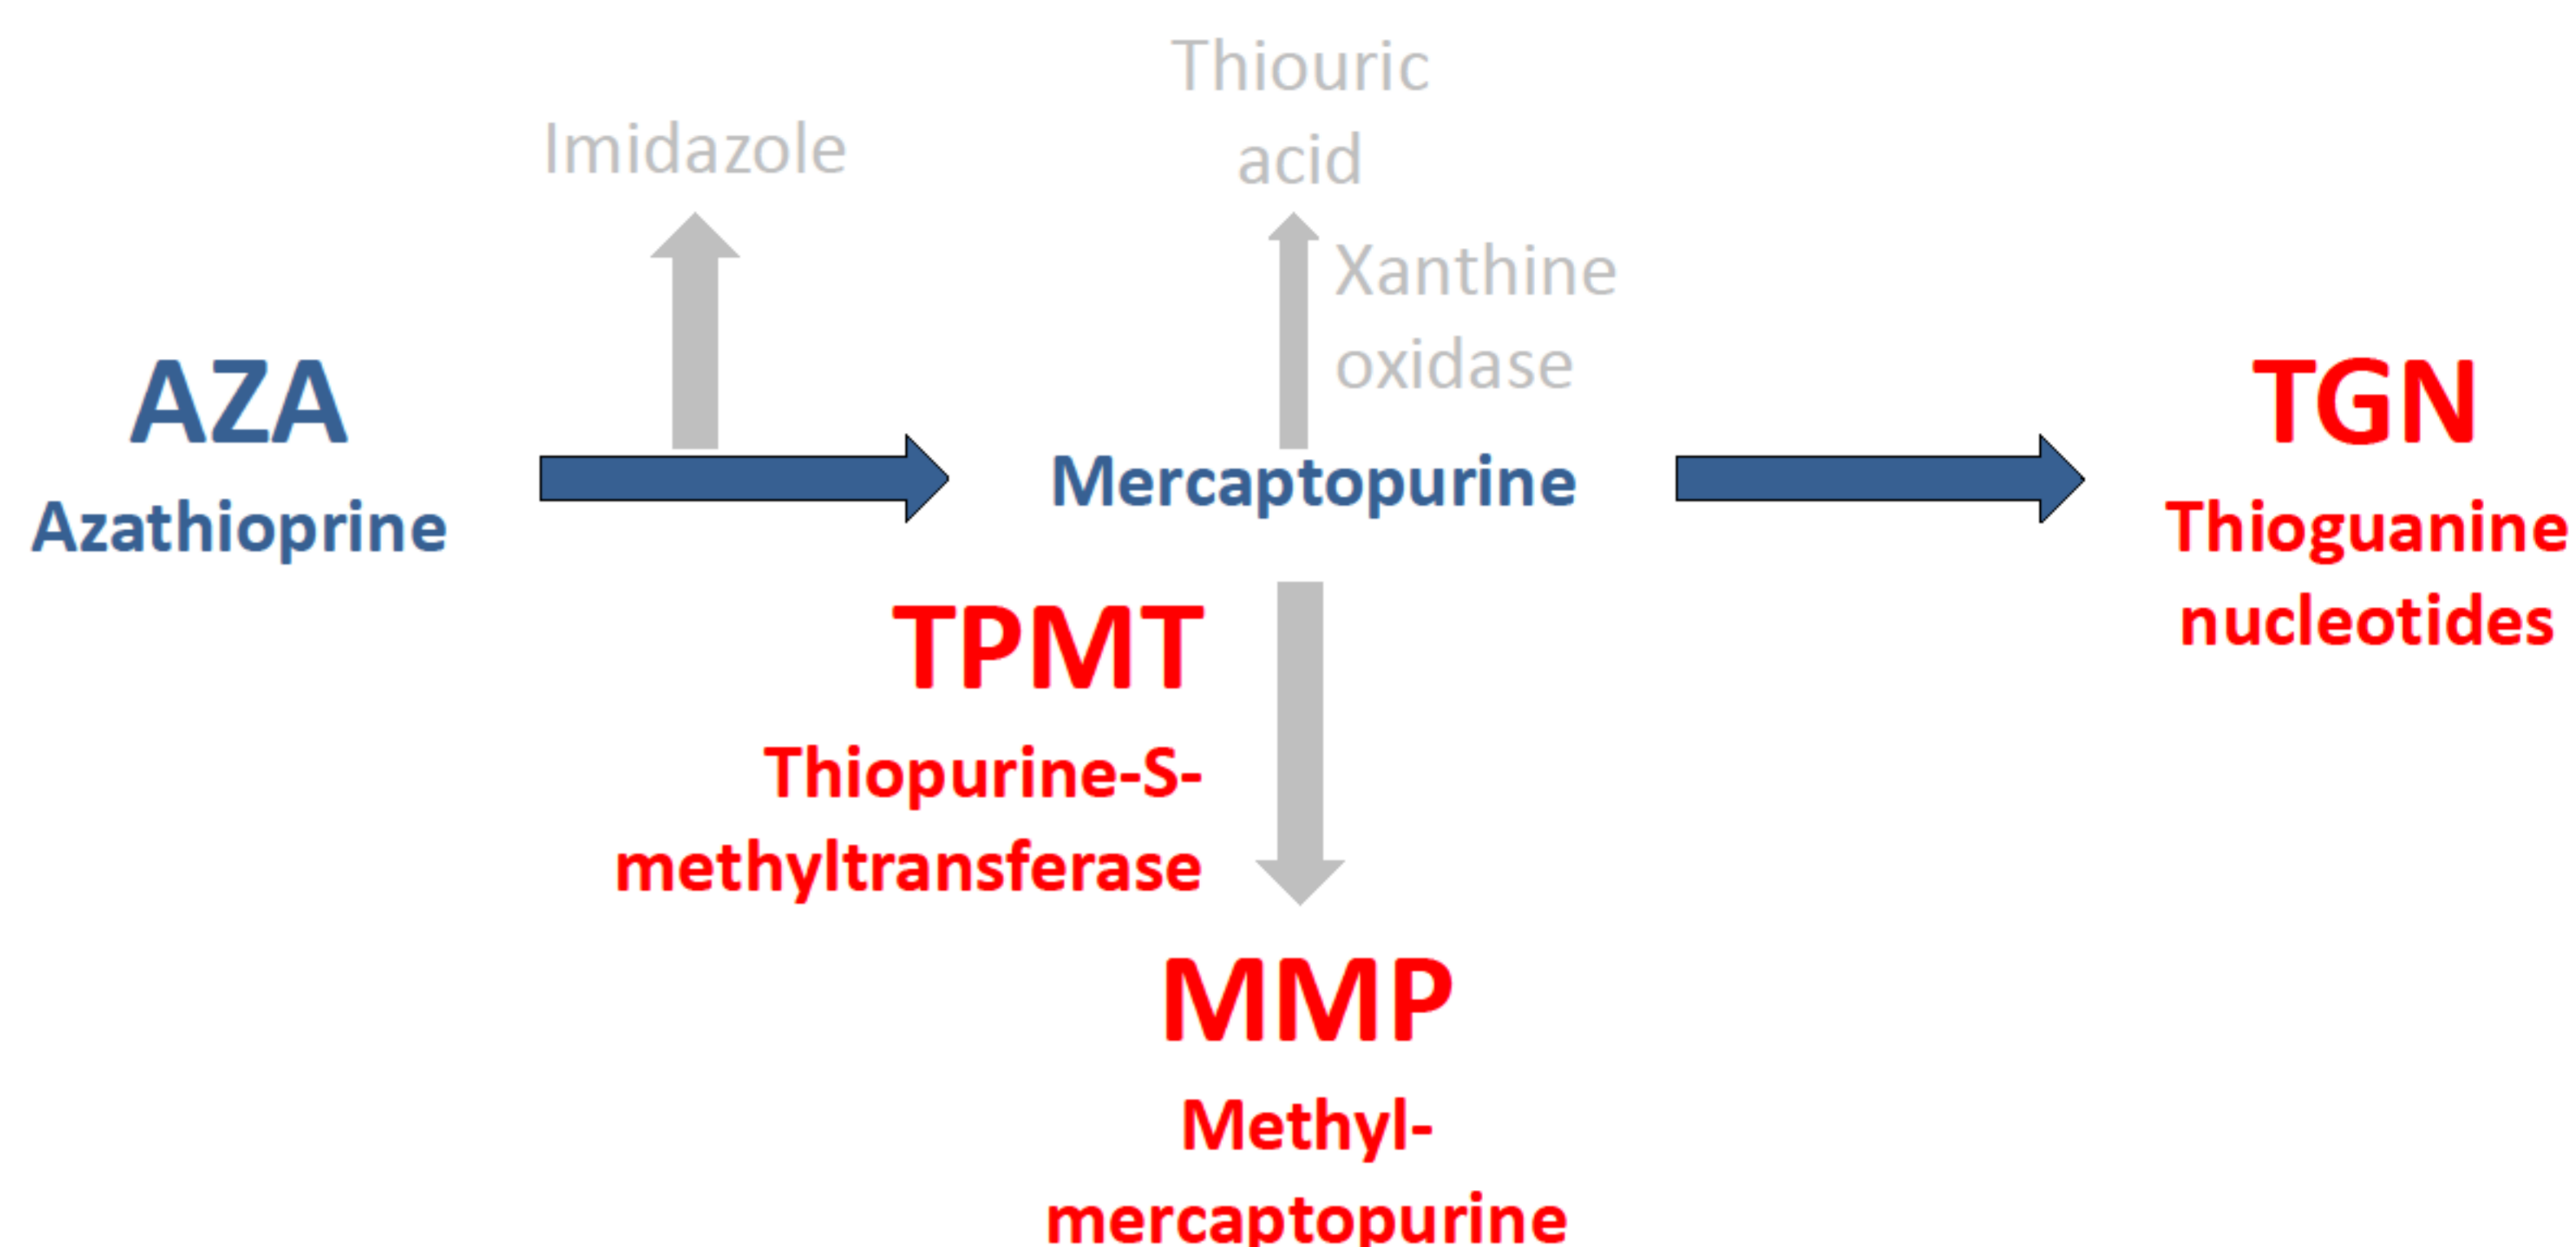 Thiouric
acid
Imidazole
Xanthine
oxidase
AZA
Azathioprine
Mercaptopurine
TGN
Thioguanine
nucleotides
TPMT
Thiopurine-S-
methyltransferase
MMP
Methyl-
mercaptopurine